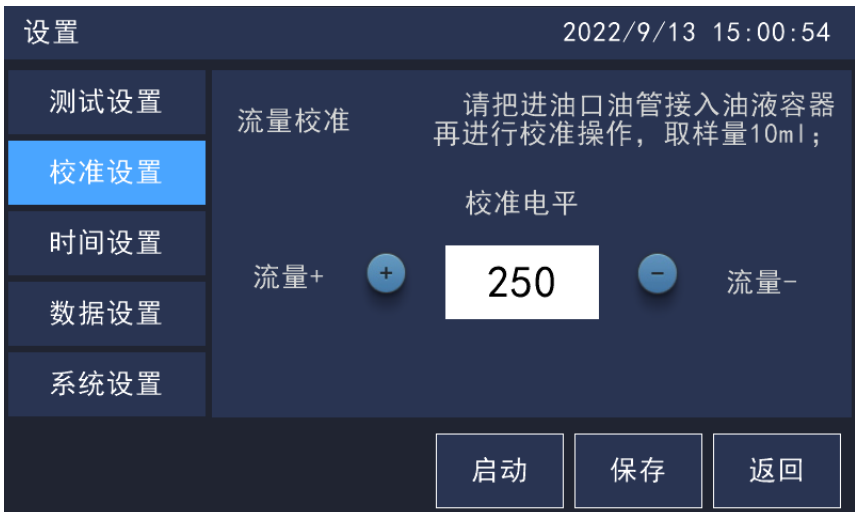 设置
2022/9/13 15:00:54
测试设置
校准设置
时间设置
数据设置
系统设置
流量校准
请把进油口油管接入油液容器
再进行校准操作，取样量10ml；
校准电平
流量+
+
250
-
流量-
启动
保存
返回